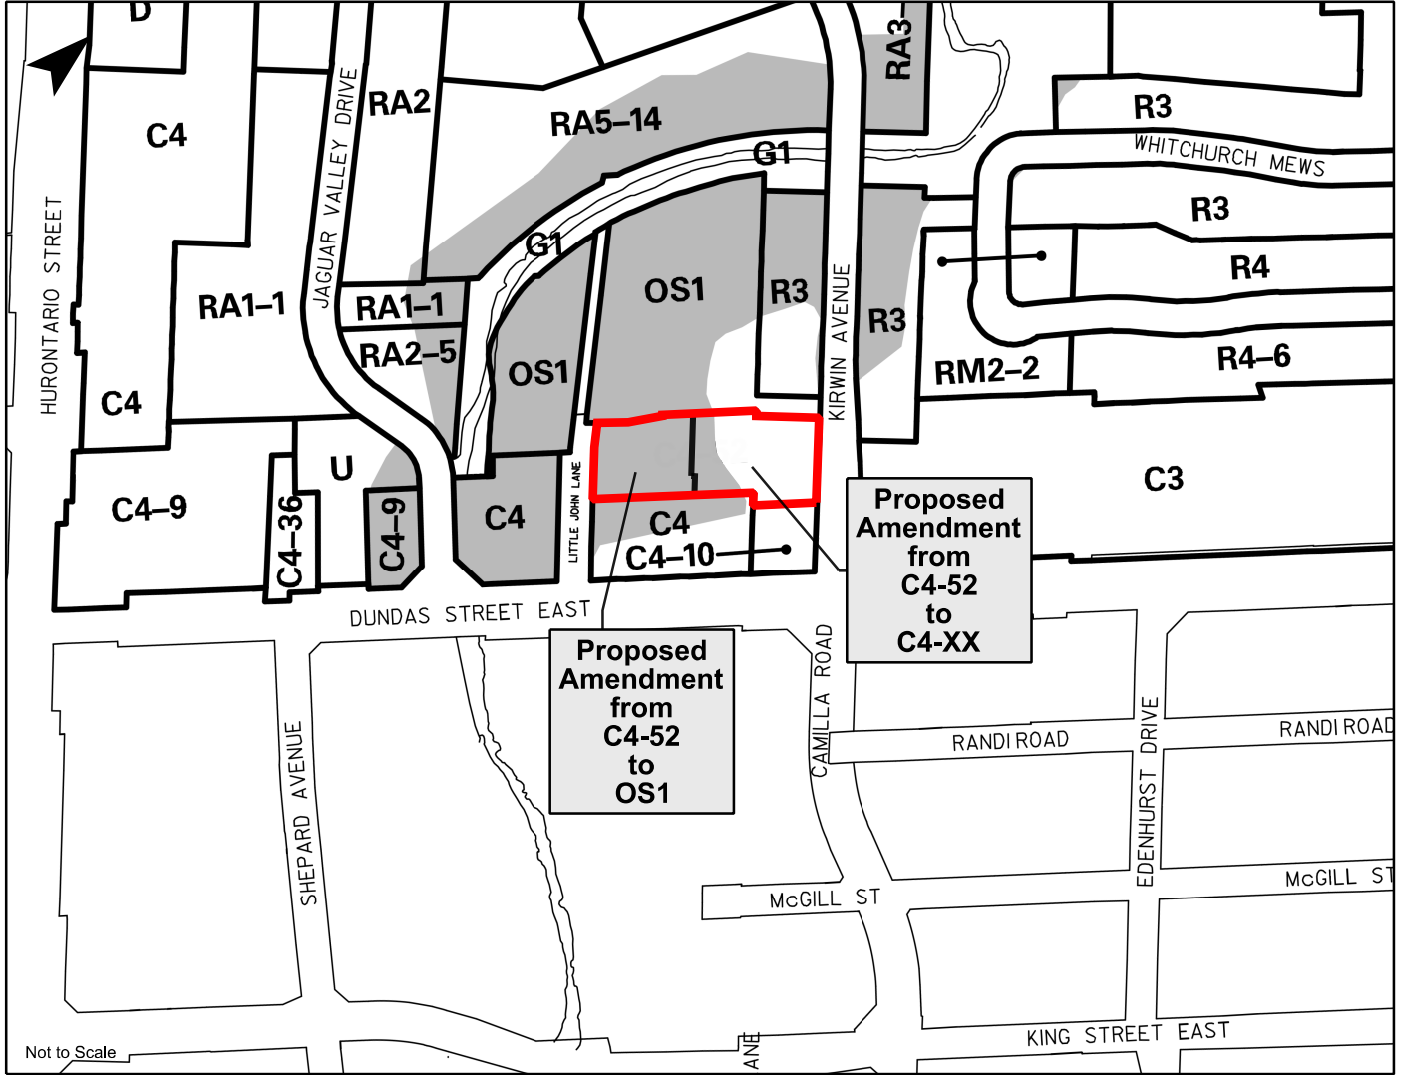 D
RA3
C4
RA2
RA5–14
R3
WHITCHURCH MEWS
G1
JAGUAR VALLEY DRIVE
HURONTARIO STREET
R3
G1
R4
OS1
R3
KIRWIN AVENUE
RA1–1
RA1–1
R3
RA2–5
OS1
RM2–2
R4–6
C4
U
C3
C4–9
C4–36
C4–9
C4
LITTLE JOHN LANE
C4
C4–10
Proposed
Amendment
from
C4-52
to
C4-XX
DUNDAS STREET EAST
Proposed
Amendment
from
C4-52
to
OS1
CAMILLA ROAD
SHEPARD AVENUE
EDENHURST DRIVE
RANDI ROAD
RANDI ROAD
McGILL ST
McGILL ST
KING STREET EAST
ANE
Not to Scale